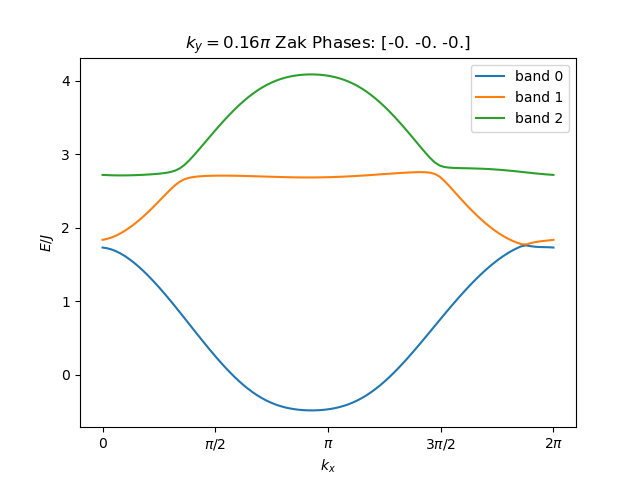 $k_y = 0.16\pi$ Zak Phases: [-0. -0. -0.]
band 0
band 1
band 2
E/J
4
3
2
1
0
0
π/2
π
3π/2
2π
$k_x$